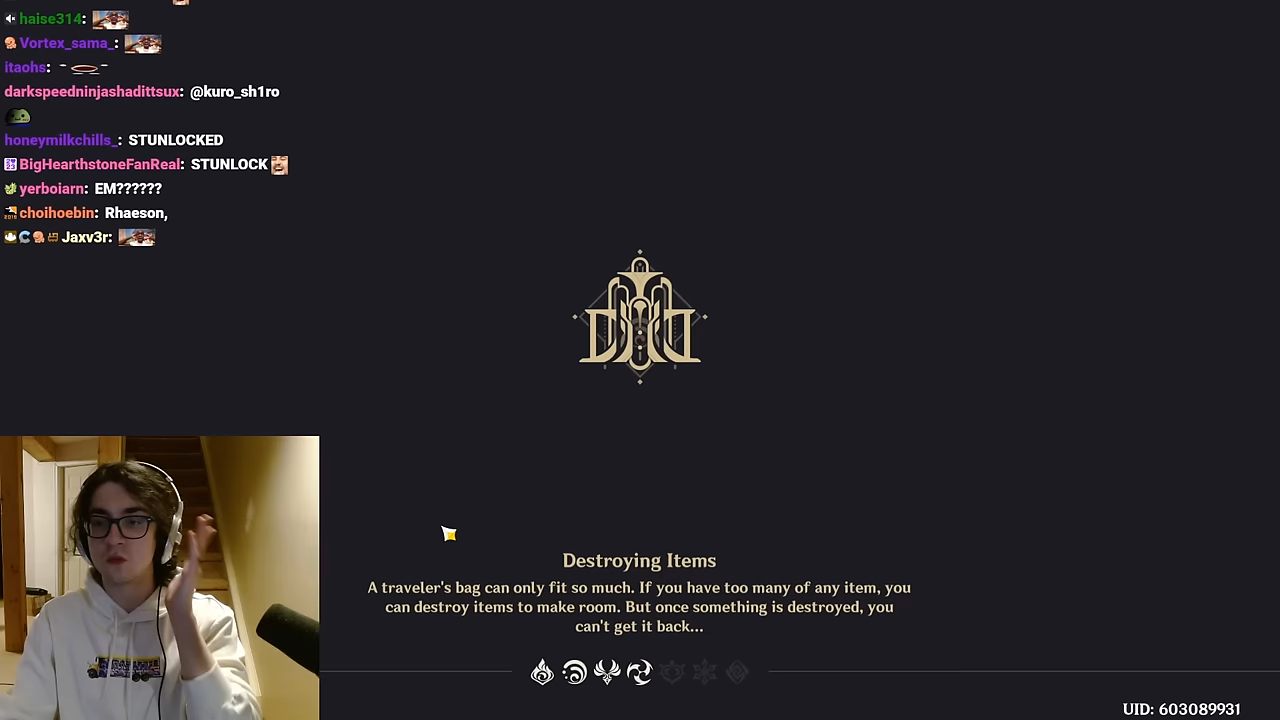 haise314:
Vortex_sama_:
itaohs:
darkspeedninjashadittsux: @kuro_sh1ro
honeymilkchills_: STUNLOCKED
BigHearthstoneFanReal: STUNLOCK
yerboiarn: EM??????
choihoebin: Rhaeson,
Jaxv3r:
Destroying Items
A traveler's bag can only fit so much. If you have too many of any item, you
can destroy items to make room. But once something is destroyed, you
can't get it back...
UID: 603089931